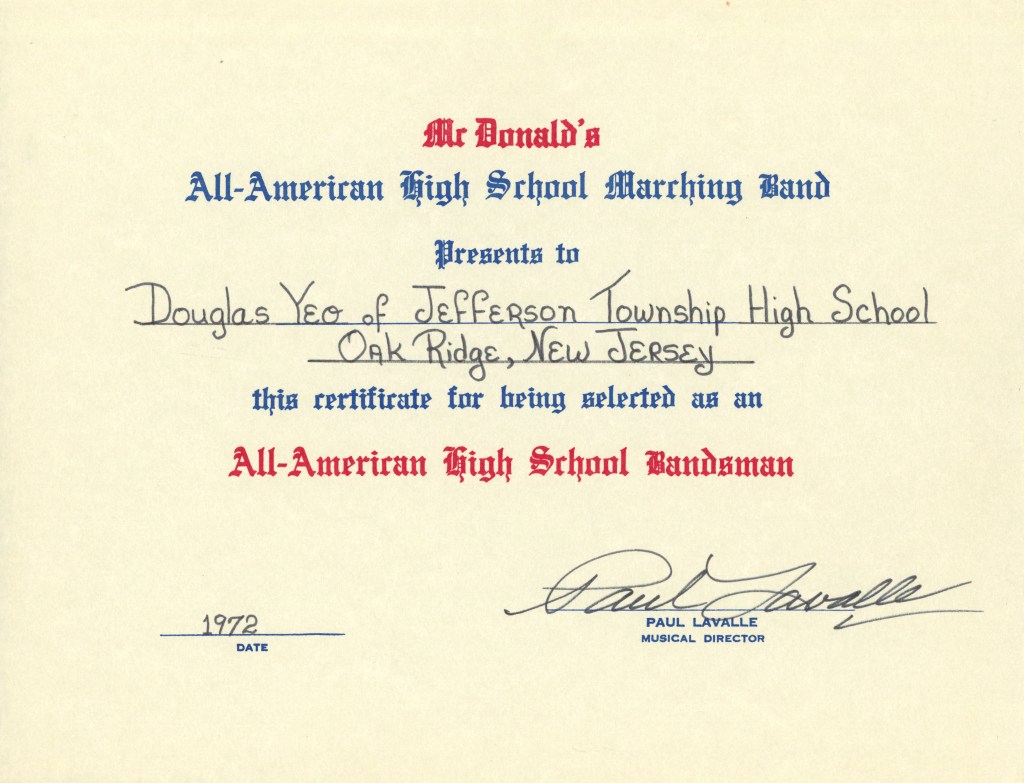 Mc Donald's
All-American High School Marching Band
Presents to
Douglas Yeo of Jefferson Township High School
Oak Ridge, New Jersey
this certificate for being selected as an
All-American High School Bandsman
Paul Lavalle
1972
PAUL LAVALLE
MUSICAL DIRECTOR
DATE